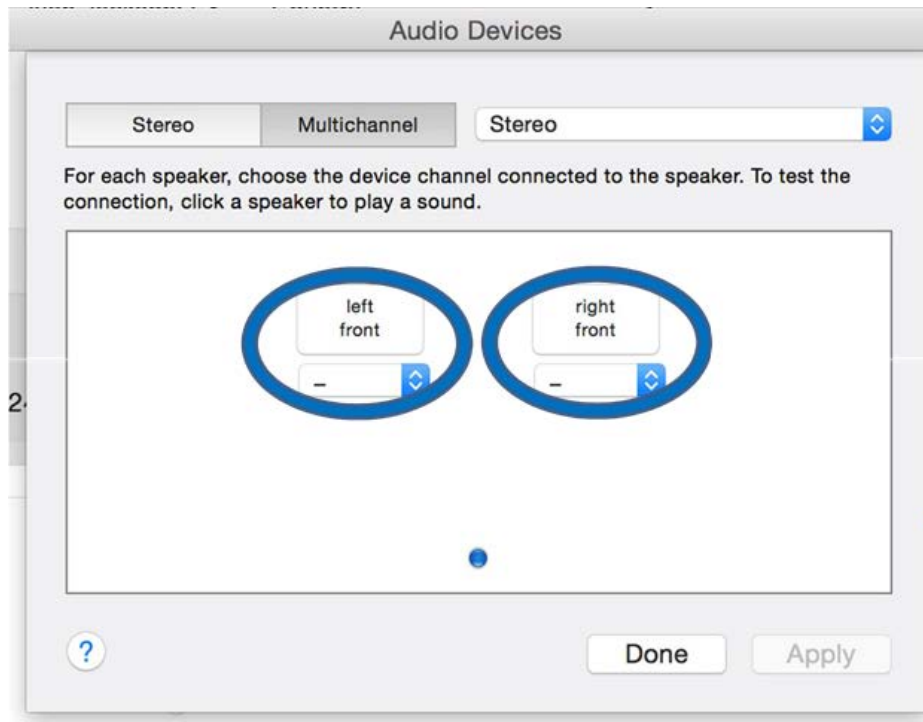 Audio Devices
Stereo
Multichannel
Stereo
For each speaker, choose the device channel connected to the speaker. To test the
connection, click a speaker to play a sound.
left
front
right
front
–
–
2
?
Done
Apply